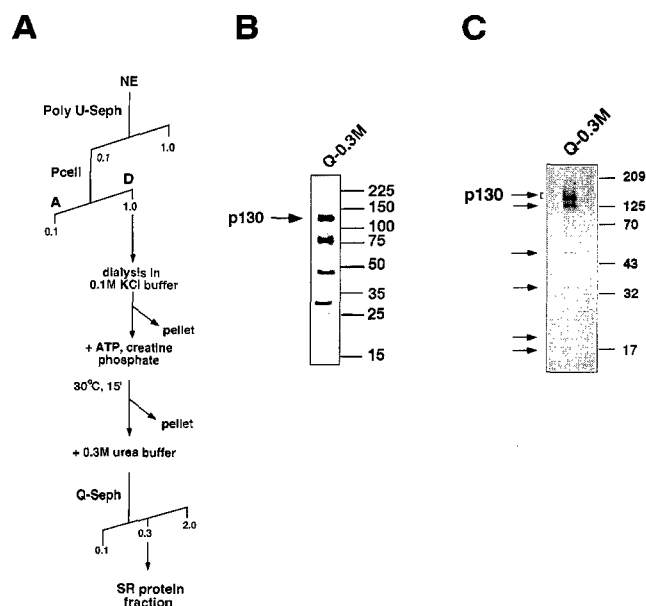 A
NE
Poly U-Seph
0.1
1.0
Pcell
A
D
0.1
1.0
dialysis in
0.1M KCl buffer
pellet
+ ATP, creatine
phosphate
30°C, 15'
pellet
+ 0.3M urea buffer
Q-Seph
0.1
0.3
2.0
SR protein
fraction
B
Q-0.3M
p130
225
150
100
75
50
35
25
15
C
Q-0.3M
p130
209
125
70
43
32
17